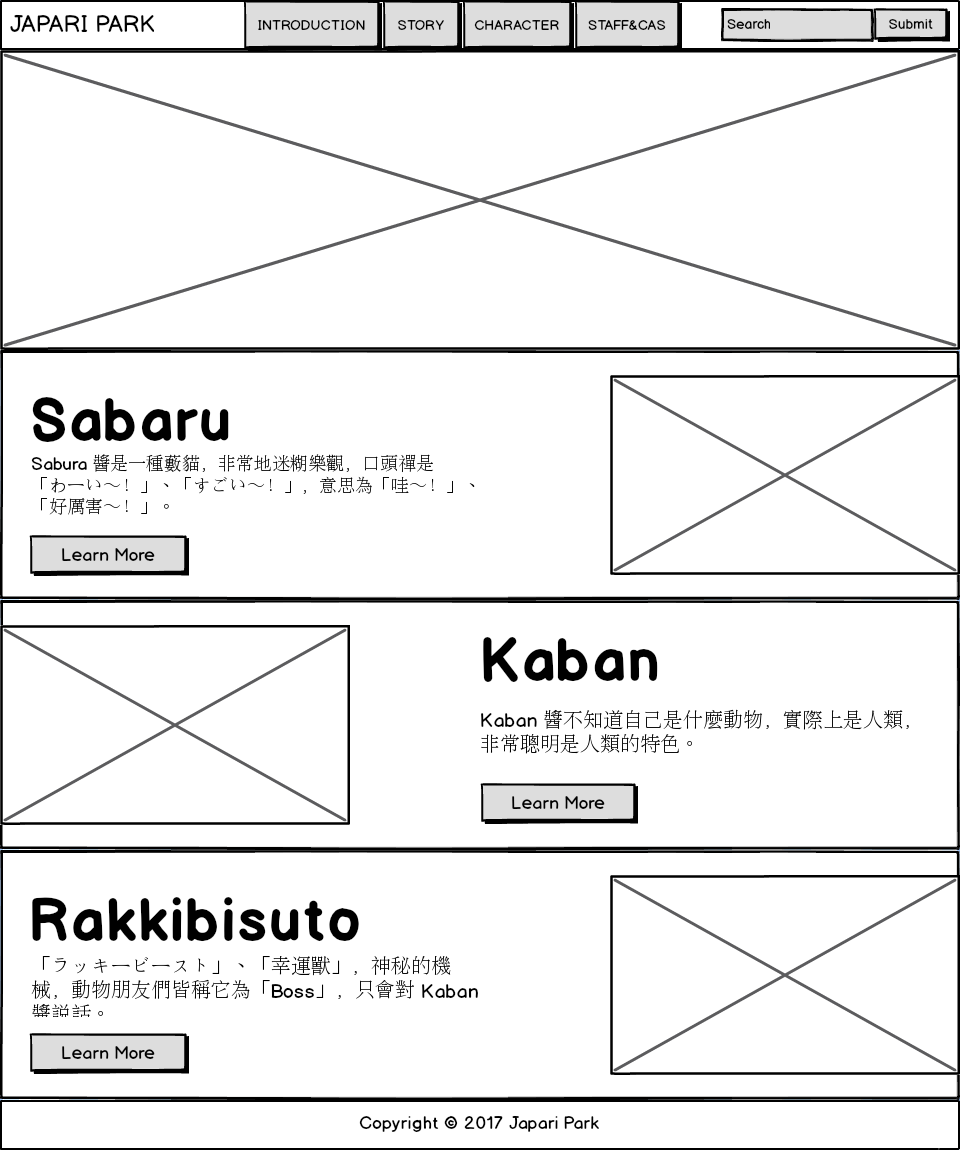 JAPARI PARK
INTRODUCTION
STORY
CHARACTER
STAFF&CAS
Search
Submit
Sabaru
Sabura 醬是一種藪貓，非常地迷糊樂觀，口頭禪是
「わーい～！」、「すごい～！」，意思為「哇～！」、
「好厲害～！」。
Learn More
Kaban
Kaban 醬不知道自己是什麼動物，實際上是人類，
非常聰明是人類的特色。
Learn More
Rakkibisuto
「ラッキービースト」、「幸運獸」，神秘的機
械，動物朋友們皆稱它為「Boss」，只會對 Kaban
醬説話。
Learn More
Copyright © 2017 Japari Park